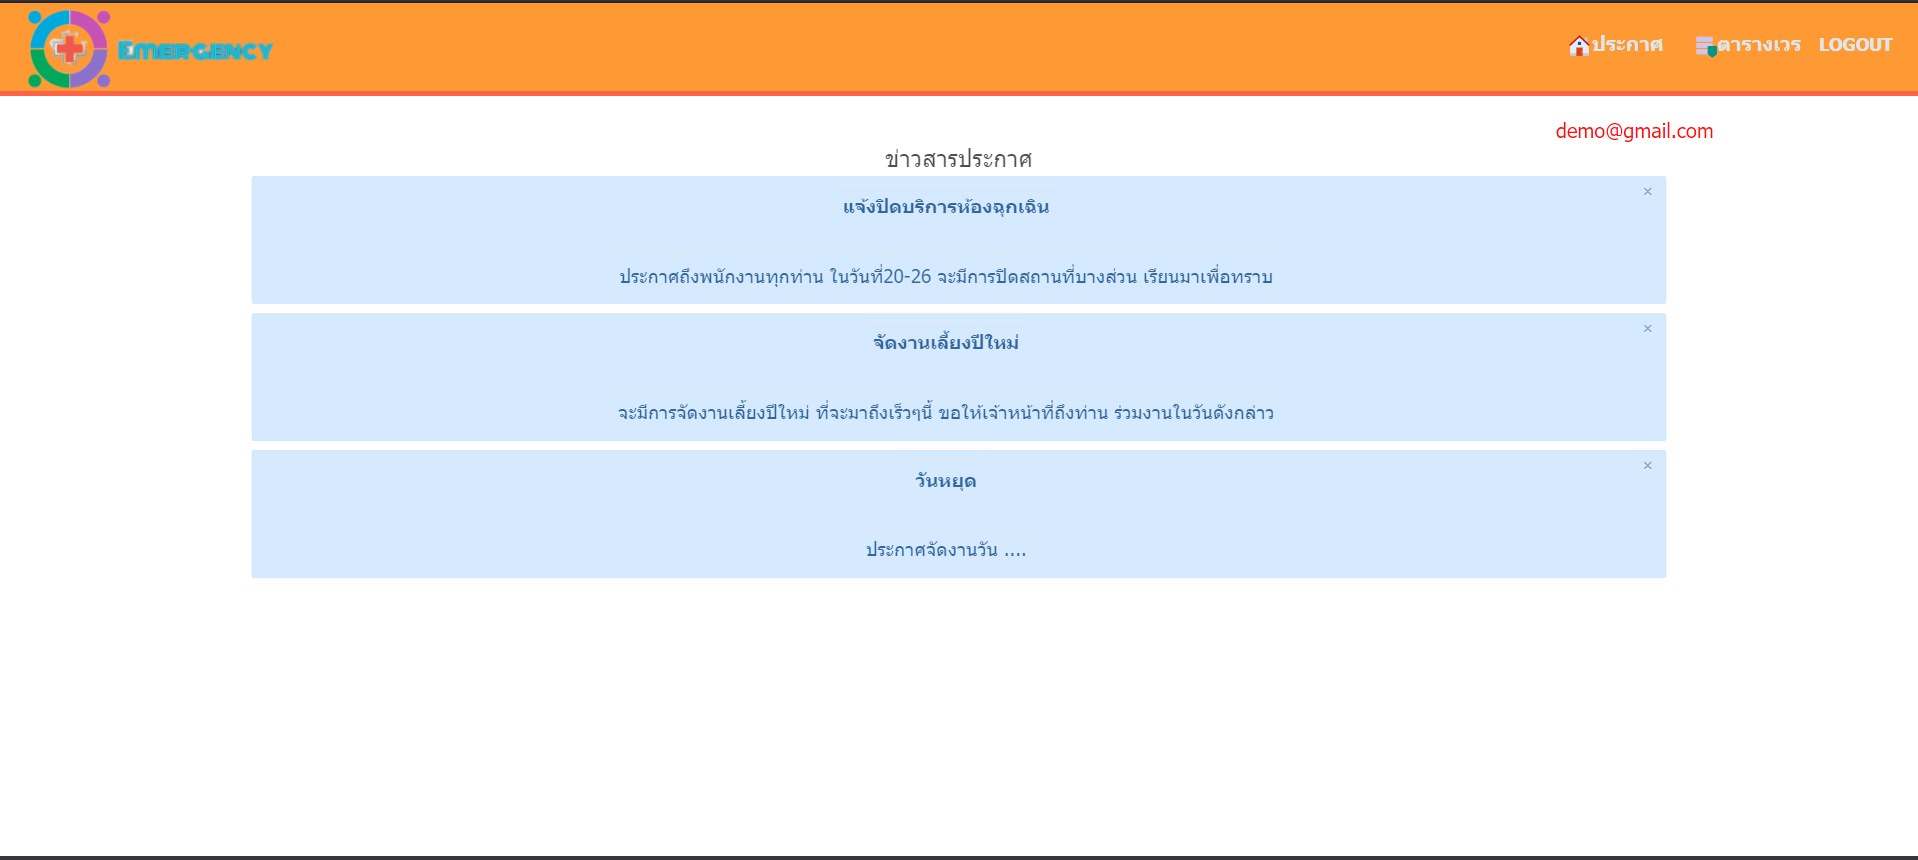 EMERGENCY
ประกาศ ตารางเวร LOGOUT
demo@gmail.com
ข่าวสารประกาศ
×
แจ้งปิดบริการห้องฉุกเฉิน
ประกาศถึงพนักงานทุกท่าน ในวันที่20-26 จะมีการปิดสถานที่บางส่วน เรียนมาเพื่อทราบ
×
จัดงานเลี้ยงปีใหม่
จะมีการจัดงานเลี้ยงปีใหม่ ที่จะมาถึงเร็วๆนี้ ขอให้เจ้าหน้าที่ถึงท่าน ร่วมงานในวันดังกล่าว
×
วันหยุด
ประกาศจัดงานวัน ....